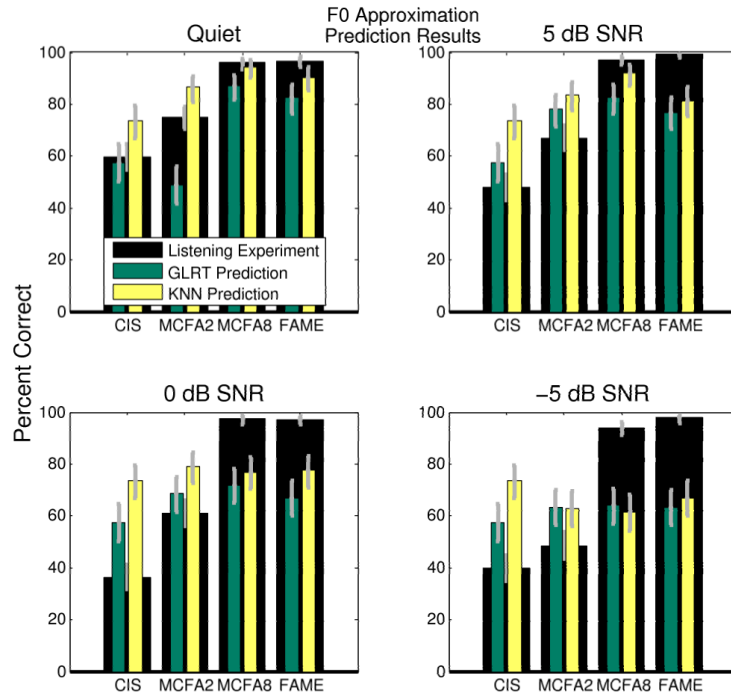 F0 Approximation
Prediction Results
Percent Correct
Quiet
100
80
60
40
20
0
Listening Experiment
GLRT Prediction
KNN Prediction
CIS MCFA2 MCFA8 FAME
5 dB SNR
100
80
60
40
20
0
CIS MCFA2 MCFA8 FAME
0 dB SNR
100
80
60
40
20
0
CIS MCFA2 MCFA8 FAME
−5 dB SNR
100
80
60
40
20
0
CIS MCFA2 MCFA8 FAME